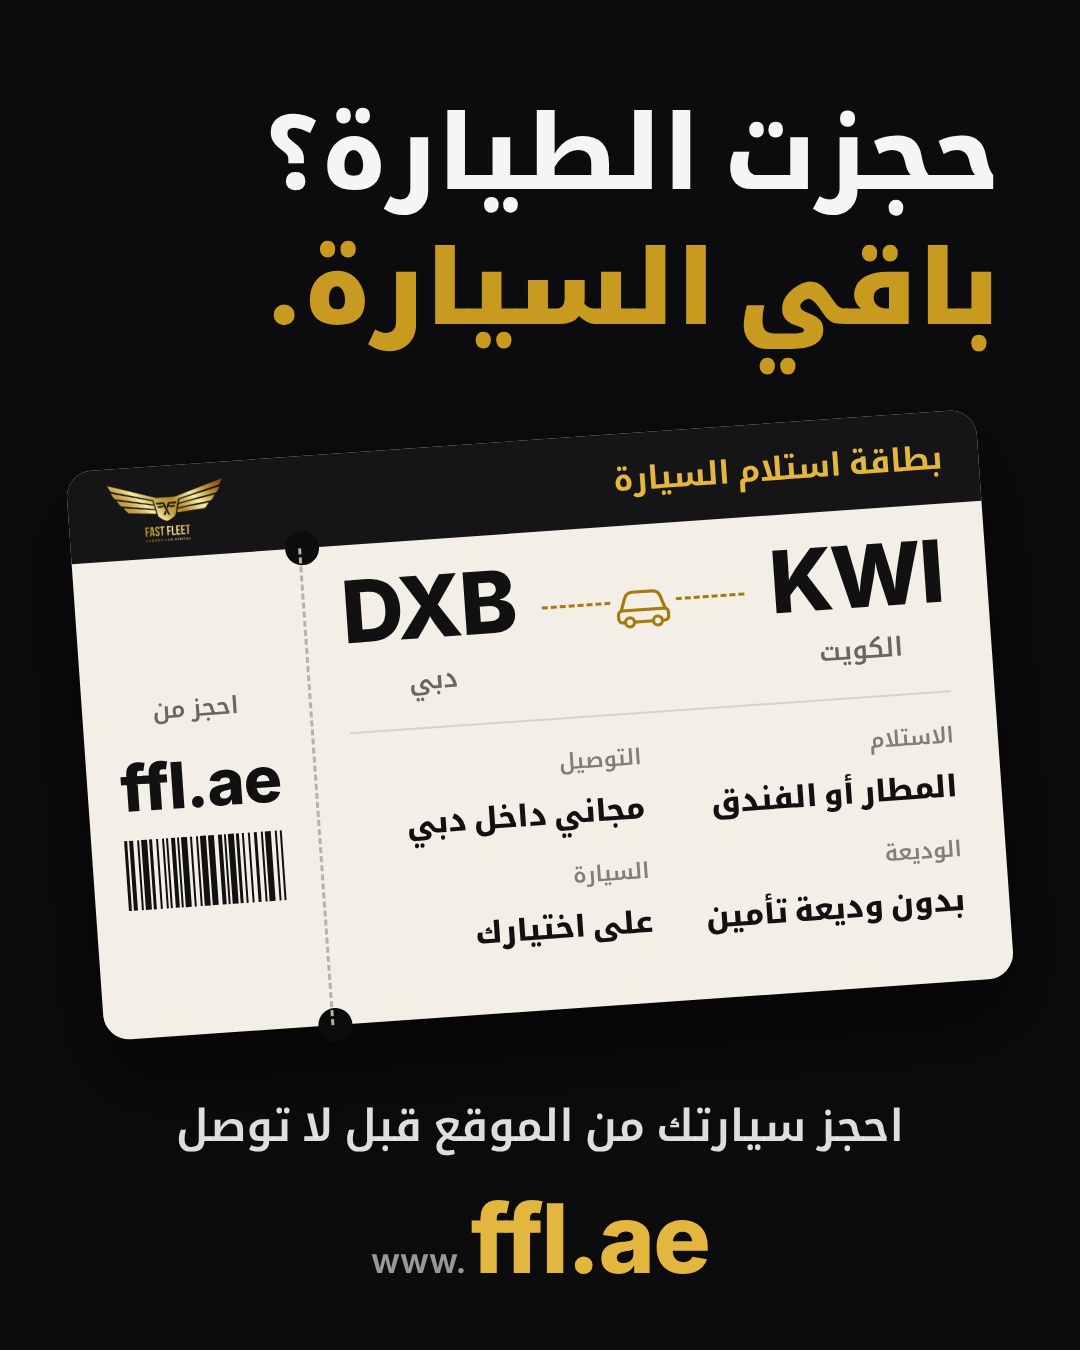 حجزت الطيارة؟
باقي السيارة.
بطاقة استلام السيارة
FAST FLEET
KWI
DXB
الكويت
دبي
الاستلام
المطار أو الفندق
التوصيل
مجاني داخل دبي
الوديعة
بدون وديعة تأمين
السيارة
على اختيارك
احجز من
ffl.ae
احجز سيارتك من الموقع قبل لا توصل
www.ffl.ae